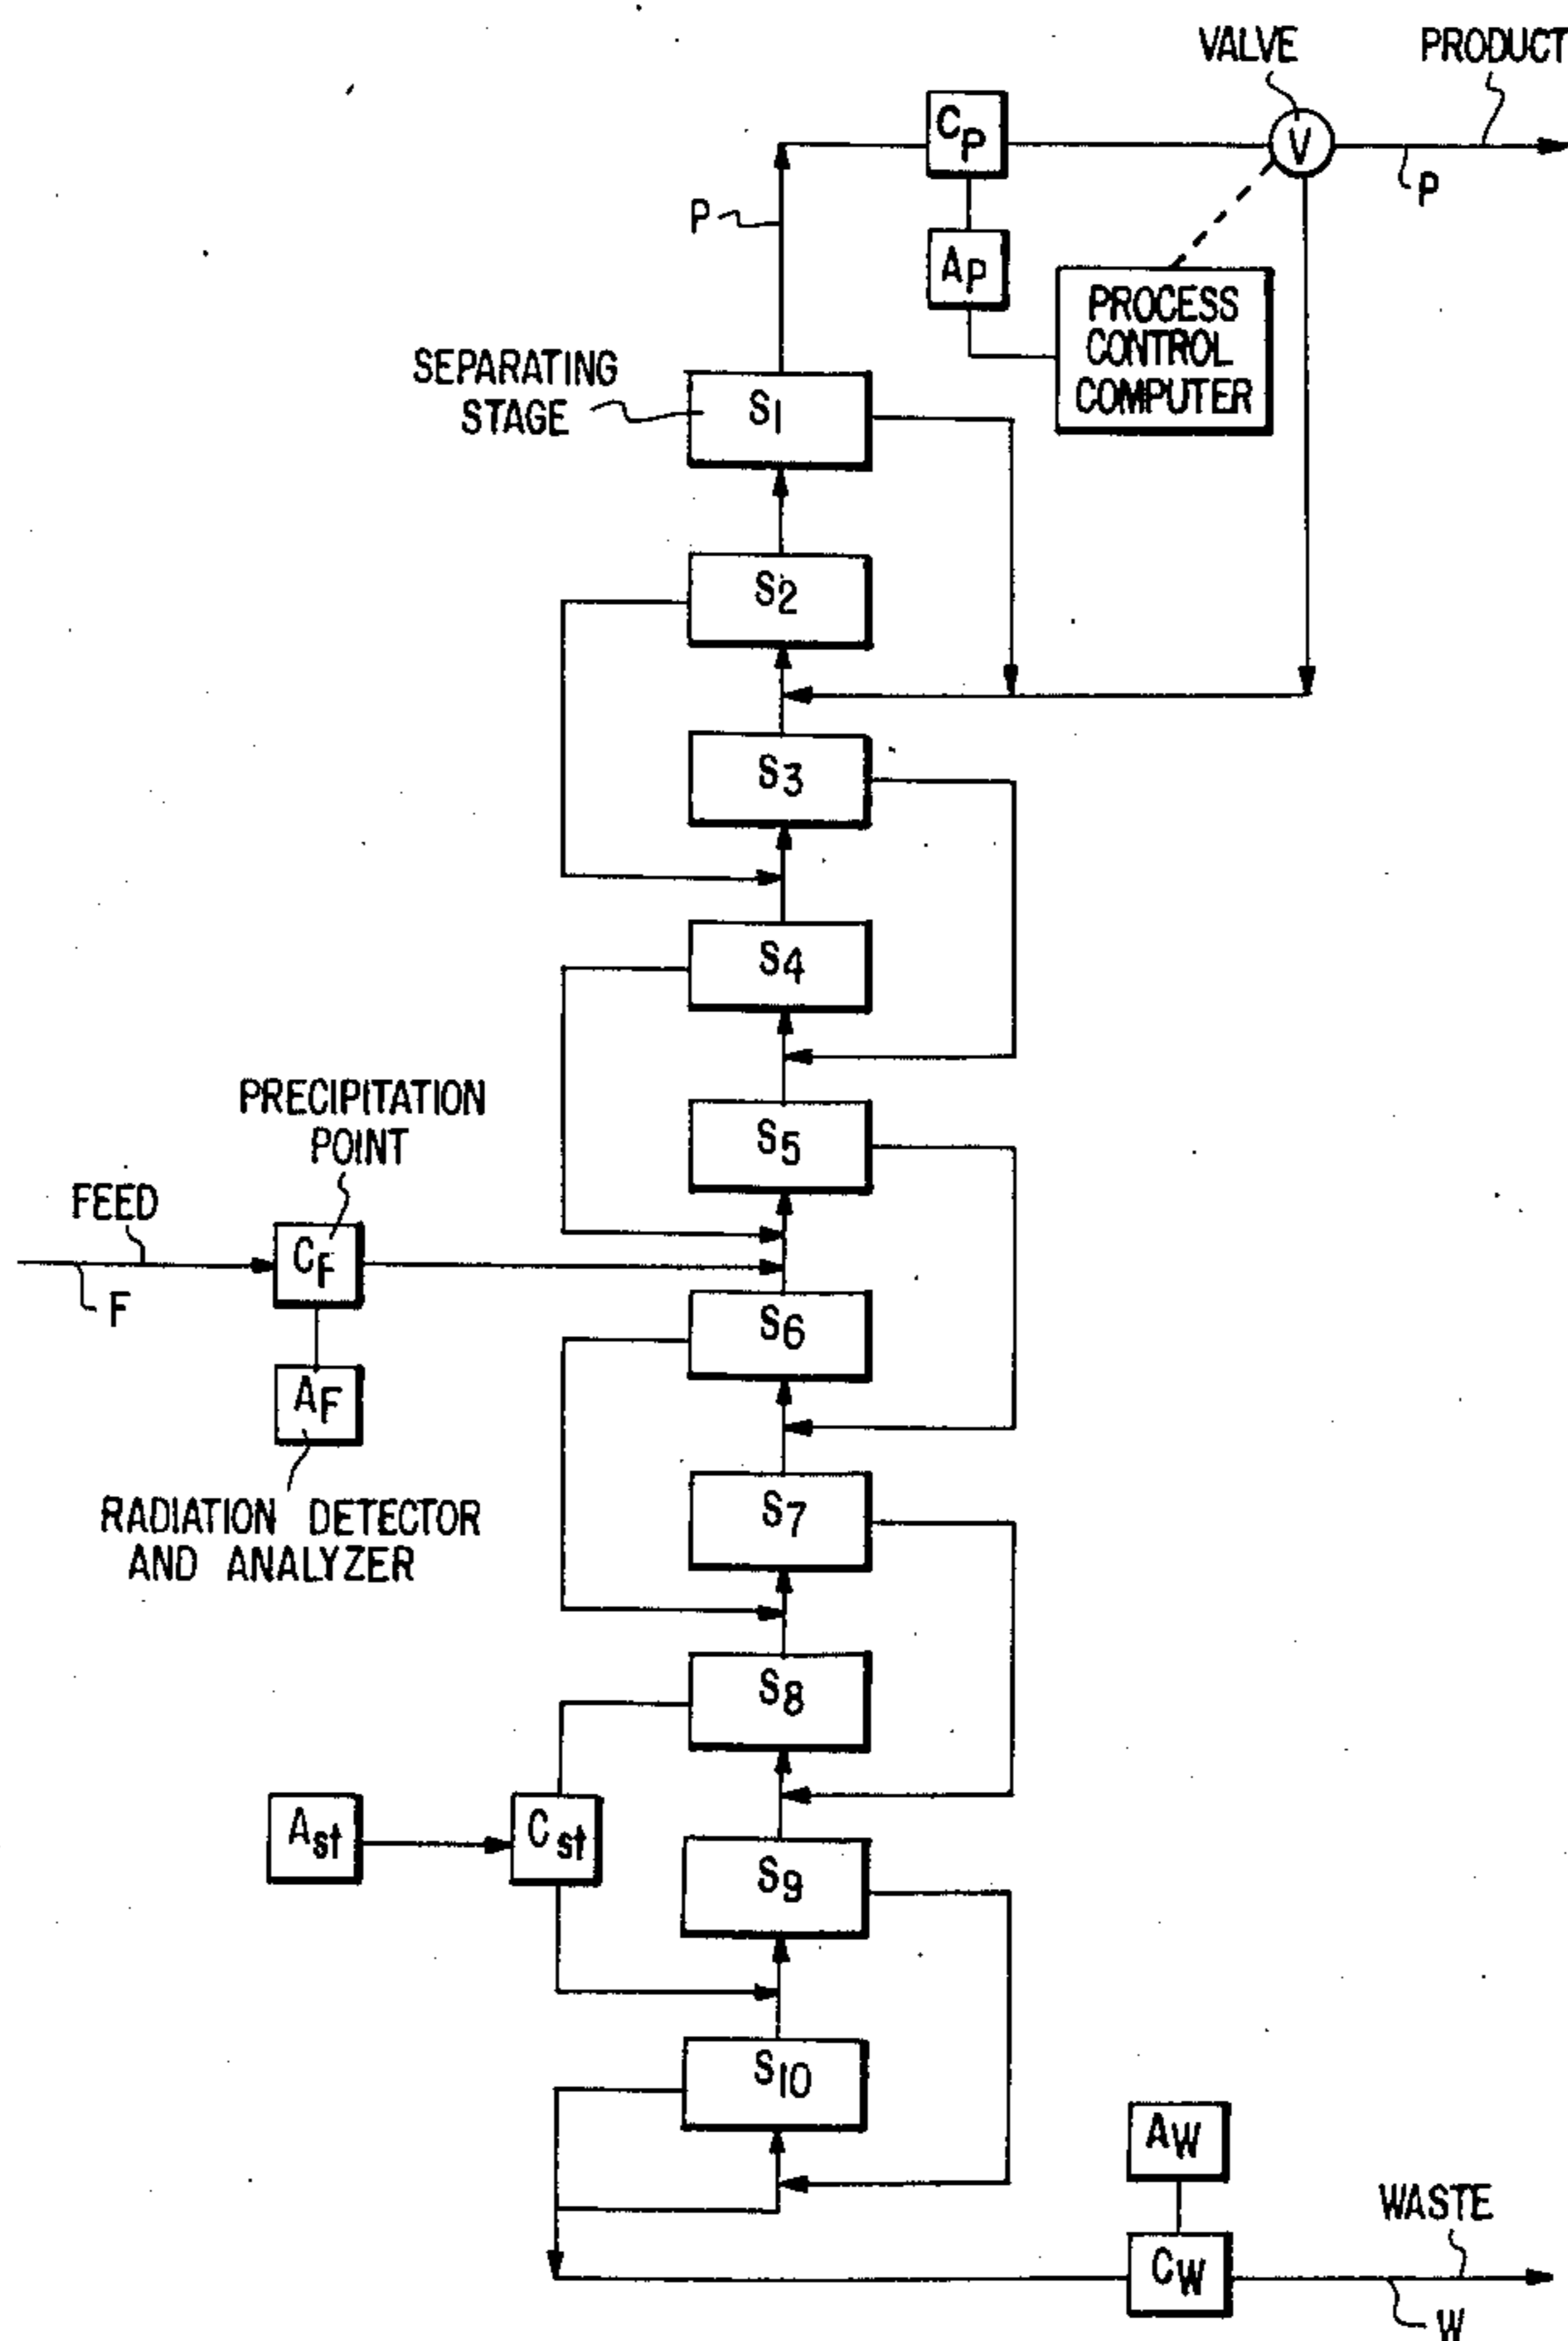 VALVE
PRODUCT
CP
V
P
P
AP
PROCESS
CONTROL
COMPUTER
SEPARATING
STAGE
S1
S2
S3
S4
S5
PRECIPITATION
POINT
FEED
CF
F
S6
AF
RADIATION DETECTOR
AND ANALYZER
S7
S8
Ast
Cst
S9
S10
AW
WASTE
CW
W